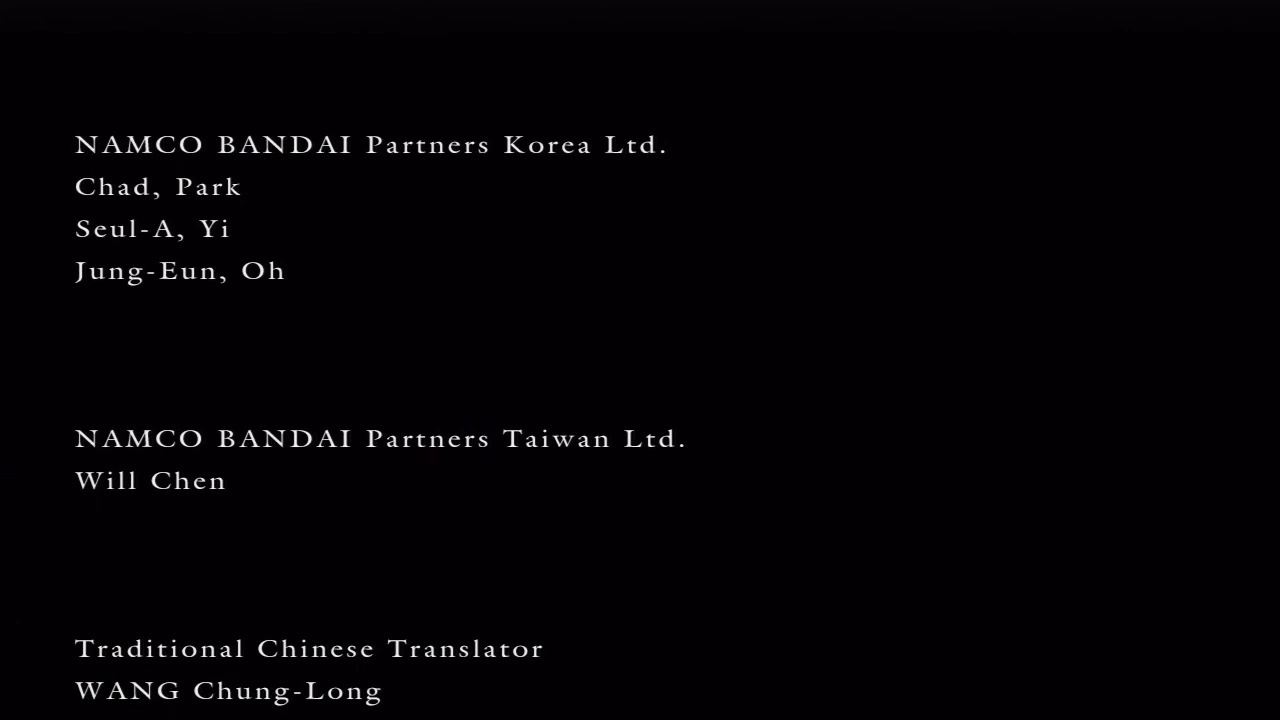 NAMCO BANDAI Partners Korea Ltd.
Chad, Park
Seul-A, Yi
Jung-Eun, Oh
NAMCO BANDAI Partners Taiwan Ltd.
Will Chen
Traditional Chinese Translator
WANG Chung-Long